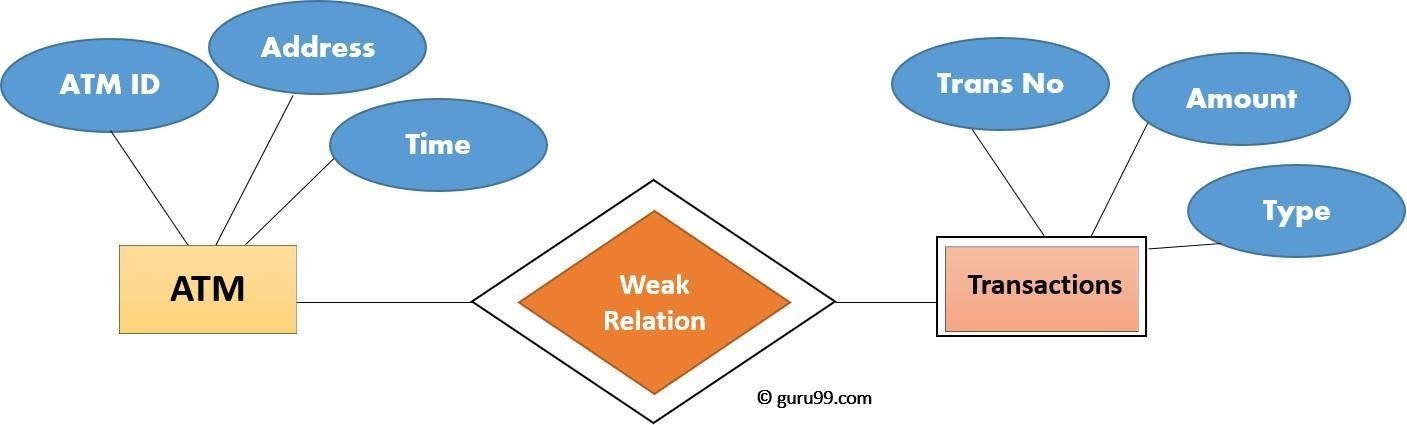 ATM ID
Address
Time
Trans No
Amount
Type
ATM
Weak
Relation
Transactions
© guru99.com